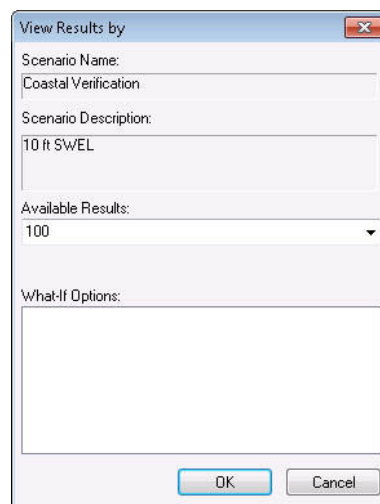 View Results by
Scenario Name:
Coastal Verification
Scenario Description:
10 ft SWEL
Available Results:
100
What-If Options:
OK
Cancel